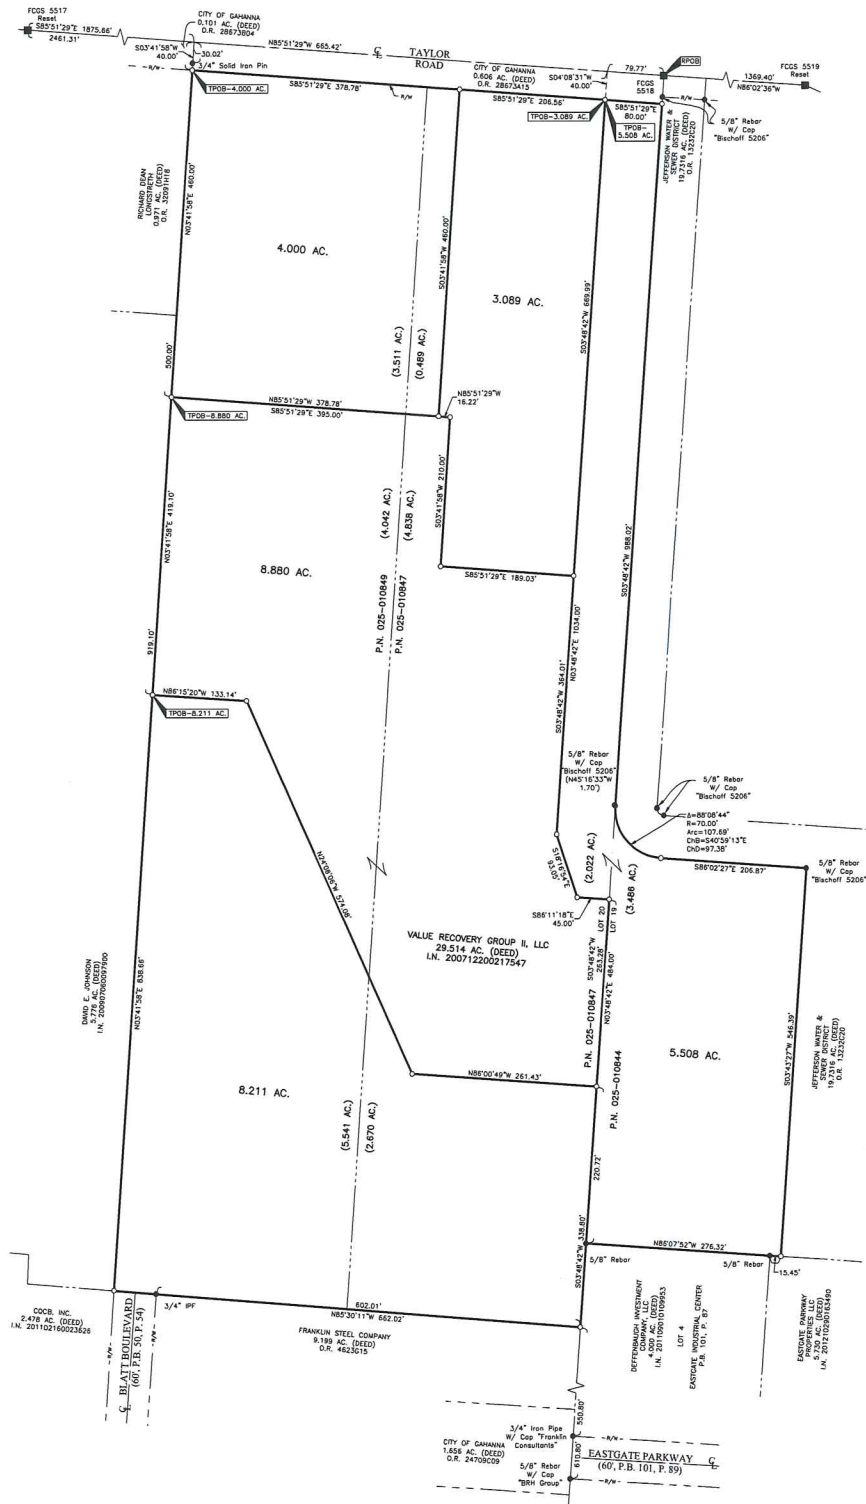 FCGS 5517
Reset
S85°51'29"E 1875.66'
2461.31'
CITY OF GAHANNA
0.101 AC. (DEED)
O.R. 28673B04
S03°41'58"W
40.00'
30.02'
N85°51'29"W 665.42'
TAYLOR
ROAD
3/4" Solid Iron Pin
R/W
TPOB-4.000 AC.
S85°51'29"E 378.78'
R/W
CITY OF GAHANNA
0.606 AC. (DEED)
O.R. 28673A15
S85°51'29"E 206.56'
S04°08'31"W
40.00'
79.77'
RPOB
FCGS
5518
1369.40'
N86°02'36"W
FCGS 5519
Reset
S85°51'29"E
80.00'
TPOB-3.089 AC.
TPOB-
5.508 AC.
5/8" Rebar
W/ Cap
"Bischoff 5206"
JEFFERSON WATER &
SEWER DISTRICT
19.7316 AC. (DEED)
O.R. 13232C20
RICHARD DEAN
LONGSTRETH
0.971 AC. (DEED)
O.R. 32091H16
N03°41'58"E 460.00'
500.00'
4.000 AC.
S03°41'58"W 460.00'
3.089 AC.
S03°48'42"W 669.99'
(3.511 AC.)
(0.489 AC.)
N85°51'29"W
16.22'
N85°51'29"W 378.78'
S85°51'29"E 395.00'
TPOB-8.880 AC.
N03°41'58"E 419.10'
919.10'
S03°41'58"W 210.00'
(4.042 AC.)
(4.838 AC.)
S85°51'29"E 189.03'
8.880 AC.
P.N. 025-010849
P.N. 025-010847
S03°48'42"W 988.02'
S03°48'42"W 364.01'
N03°48'42"E 1034.00'
N86°15'20"W 133.14'
TPOB-8.211 AC.
5/8" Rebar
W/ Cap
"Bischoff 5206"
(N45°16'33"W
1.70')
5/8" Rebar
W/ Cap
"Bischoff 5206"
Δ=88°08'44"
R=70.00'
Arc=107.69'
ChB=S40°59'13"E
ChD=97.38'
S86°02'27"E 206.87'
5/8" Rebar
W/ Cap
"Bischoff 5206"
N24°08'06"W 574.08'
S18°16'54"E
93.05'
(2.022 AC.)
(3.486 AC.)
S86°11'18"E
45.00'
LOT 20
LOT 19
VALUE RECOVERY GROUP II, LLC
29.514 AC. (DEED)
I.N. 200712200217547
S03°48'42"W
263.28'
N03°48'42"E 484.00'
P.N. 025-010847
P.N. 025-010844
DAVID E. JOHNSON
5.776 AC. (DEED)
I.N. 200907060097900
N03°41'58"E 838.66'
5.508 AC.
S03°43'27"W 546.39'
JEFFERSON WATER &
SEWER DISTRICT
19.7316 AC. (DEED)
O.R. 13232C20
N86°00'49"W 261.43'
8.211 AC.
(5.541 AC.)
(2.670 AC.)
220.72'
S03°48'42"W 338.80'
N86°07'52"W 276.32'
5/8" Rebar
5/8" Rebar
15.45'
3/4" IPF
602.01'
N85°30'11"W 662.02'
COCB, INC.
2.478 AC. (DEED)
I.N. 201102160023626
R/W
BLATT BOULEVARD
(60', P.B. 50, P. 54)
R/W
FRANKLIN STEEL COMPANY
9.199 AC. (DEED)
O.R. 4623G15
DEFFENBAUGH INVESTMENT
COMPANY, LLC
4.000 AC. (DEED)
I.N. 201109010109953
LOT 4
EASTGATE INDUSTRIAL CENTER
P.B. 101, P. 87
EASTGATE PARKWAY
PROPERTIES LLC
5.730 AC. (DEED)
I.N. 201210290163490
550.80'
3/4" Iron Pipe
W/ Cap "Franklin
Consultants"
CITY OF GAHANNA
1.656 AC. (DEED)
O.R. 24709C09
5/8" Rebar
W/ Cap
"BRH Group"
610.80'
R/W
EASTGATE PARKWAY
(60', P.B. 101, P. 89)
R/W